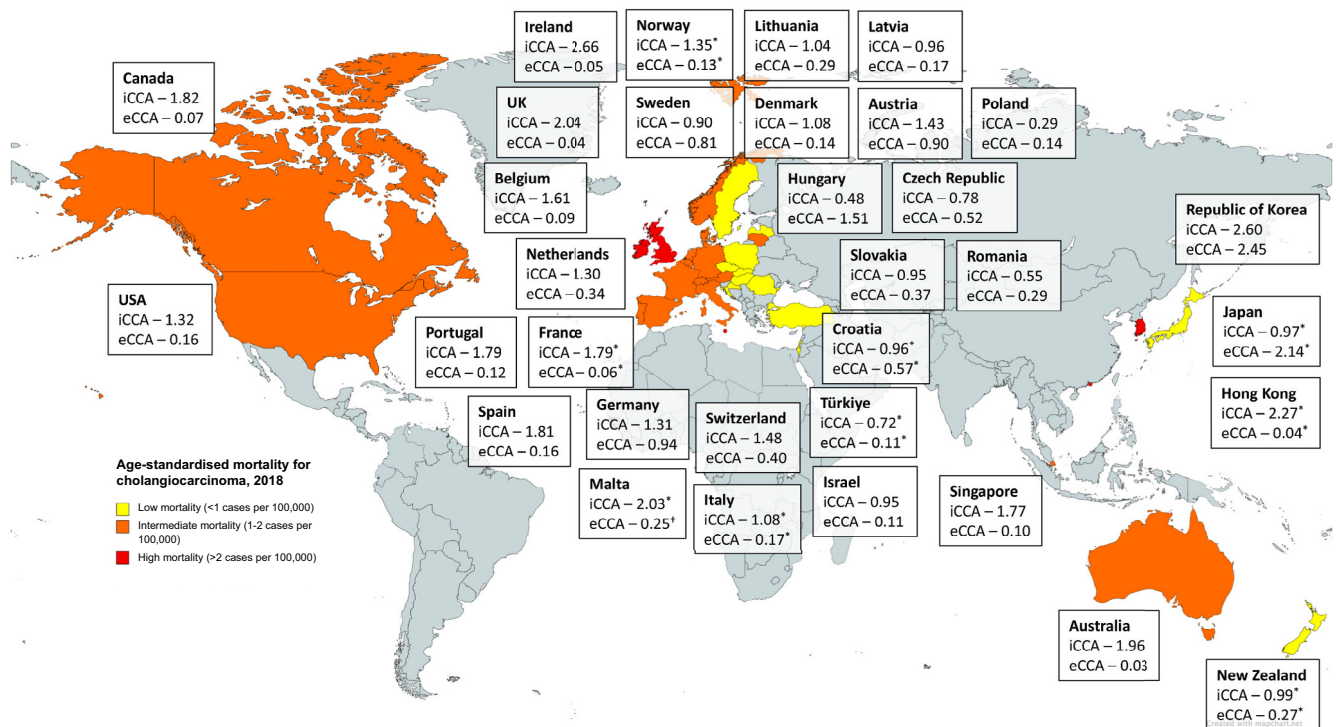 Ireland
iCCA – 2.66
eCCA – 0.05
Norway
iCCA – 1.35*
eCCA – 0.13*
Lithuania
iCCA – 1.04
eCCA – 0.29
Latvia
iCCA – 0.96
eCCA – 0.17
Canada
iCCA – 1.82
eCCA – 0.07
UK
iCCA – 2.04
eCCA – 0.04
Sweden
iCCA – 0.90
eCCA – 0.81
Denmark
iCCA – 1.08
eCCA – 0.14
Austria
iCCA – 1.43
eCCA – 0.90
Poland
iCCA – 0.29
eCCA – 0.14
Belgium
iCCA – 1.61
eCCA – 0.09
Hungary
iCCA – 0.48
eCCA – 1.51
Czech Republic
iCCA – 0.78
eCCA – 0.52
Republic of Korea
iCCA – 2.60
eCCA – 2.45
Netherlands
iCCA – 1.30
eCCA – 0.34
Slovakia
iCCA – 0.95
eCCA – 0.37
Romania
iCCA – 0.55
eCCA – 0.29
USA
iCCA – 1.32
eCCA – 0.16
Portugal
iCCA – 1.79
eCCA – 0.12
France
iCCA – 1.79*
eCCA – 0.06*
Croatia
iCCA – 0.96*
eCCA – 0.57*
Japan
iCCA – 0.97*
eCCA – 2.14*
Spain
iCCA – 1.81
eCCA – 0.16
Germany
iCCA – 1.31
eCCA – 0.94
Switzerland
iCCA – 1.48
eCCA – 0.40
Türkiye
iCCA – 0.72*
eCCA – 0.11*
Hong Kong
iCCA – 2.27*
eCCA – 0.04*
Malta
iCCA – 2.03*
eCCA – 0.25†
Italy
iCCA – 1.08*
eCCA – 0.17*
Israel
iCCA – 0.95
eCCA – 0.11
Singapore
iCCA – 1.77
eCCA – 0.10
Age-standardised mortality for
cholangiocarcinoma, 2018
Low mortality (<1 cases per 100,000)
Intermediate mortality (1-2 cases per
100,000)
High mortality (>2 cases per 100,000)
Australia
iCCA – 1.96
eCCA – 0.03
New Zealand
iCCA – 0.99*
eCCA – 0.27*
Created with mapchart.net